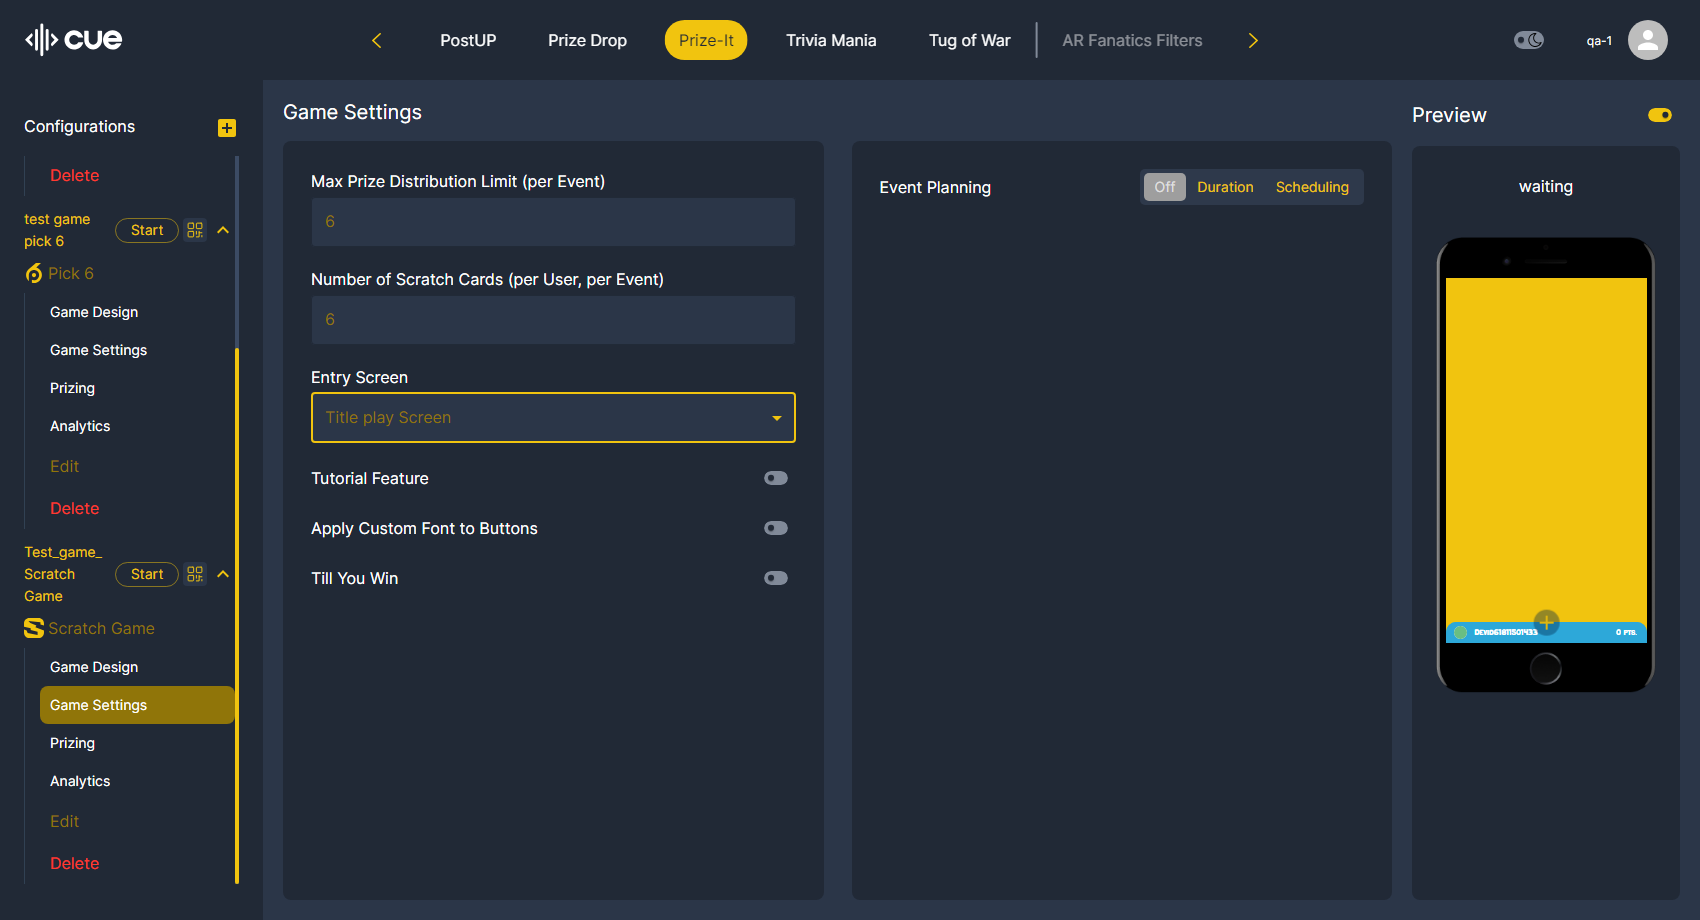 cue
PostUP
Prize Drop
Prize-It
Trivia Mania
Tug of War
AR Fanatics Filters
qa-1
Configurations
Delete
test game
pick 6
Start
Pick 6
Game Design
Game Settings
Prizing
Analytics
Edit
Delete
Test_game_
Scratch
Game
Start
Scratch Game
Game Design
Game Settings
Prizing
Analytics
Edit
Delete
Game Settings
Max Prize Distribution Limit (per Event)
6
Number of Scratch Cards (per User, per Event)
6
Entry Screen
Title play Screen
Tutorial Feature
Apply Custom Font to Buttons
Till You Win
Event Planning
Off
Duration
Scheduling
Preview
waiting
0 PTS.